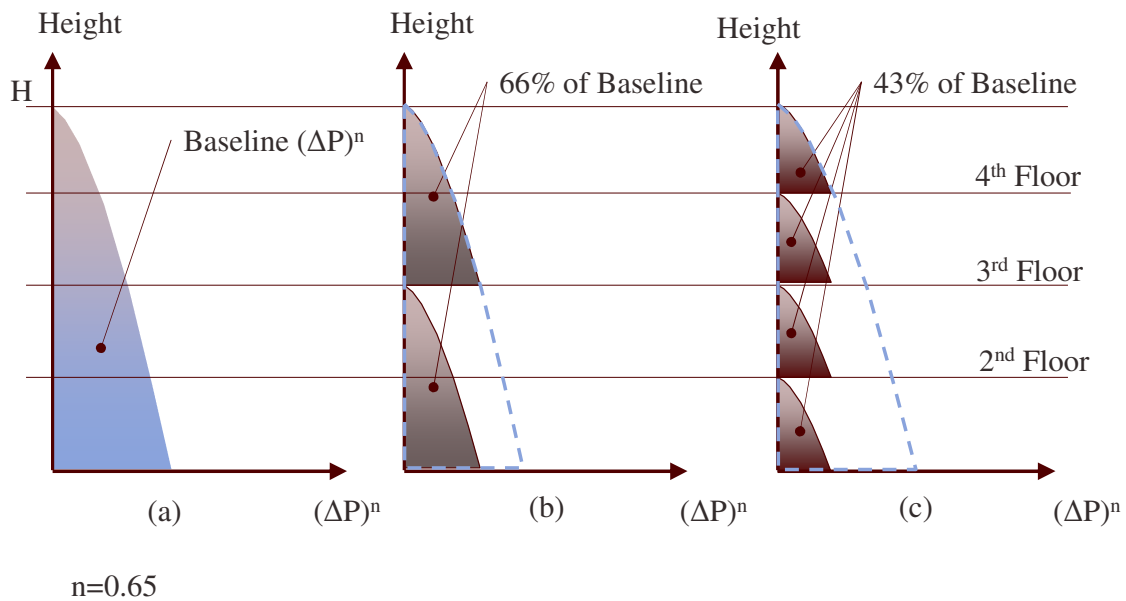 Height
Height
Height
H
66% of Baseline
43% of Baseline
Baseline (ΔP)ⁿ
4th Floor
3rd Floor
2nd Floor
(a)
(ΔP)ⁿ
(b)
(ΔP)ⁿ
(c)
(ΔP)ⁿ
n=0.65